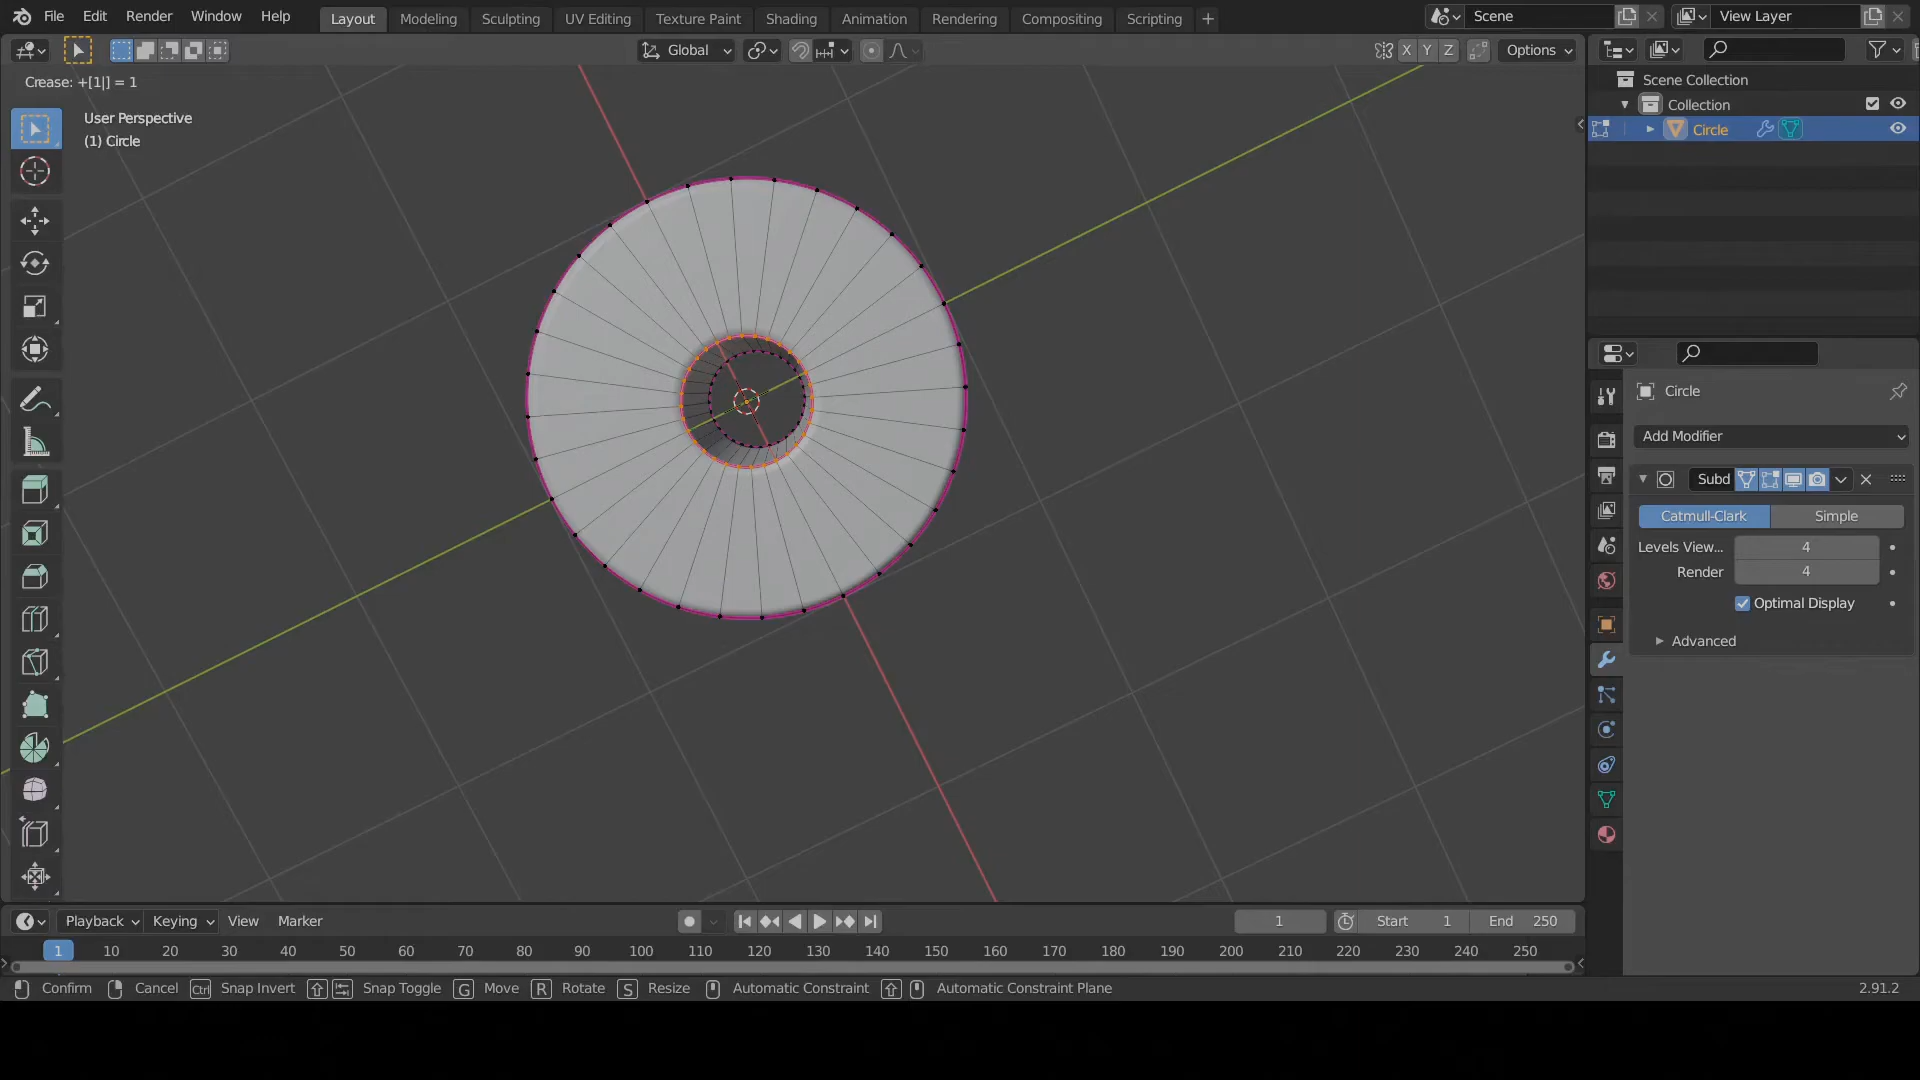 File Edit Render Window Help Layout Modeling Sculpting UV Editing Texture Paint Shading Animation Rendering Compositing Scripting + Scene View Layer
Global X Y Z Options
Crease: +[1|] = 1
User Perspective
(1) Circle
Scene Collection
Collection
Circle
Circle
Add Modifier
Subd
Catmull-Clark Simple
Levels View... 4
Render 4
Optimal Display
Advanced
Playback Keying View Marker 1 Start 1 End 250
1 10 20 30 40 50 60 70 80 90 100 110 120 130 140 150 160 170 180 190 200 210 220 230 240 250
Confirm Cancel Ctrl Snap Invert Snap Toggle G Move R Rotate S Resize Automatic Constraint Automatic Constraint Plane 2.91.2